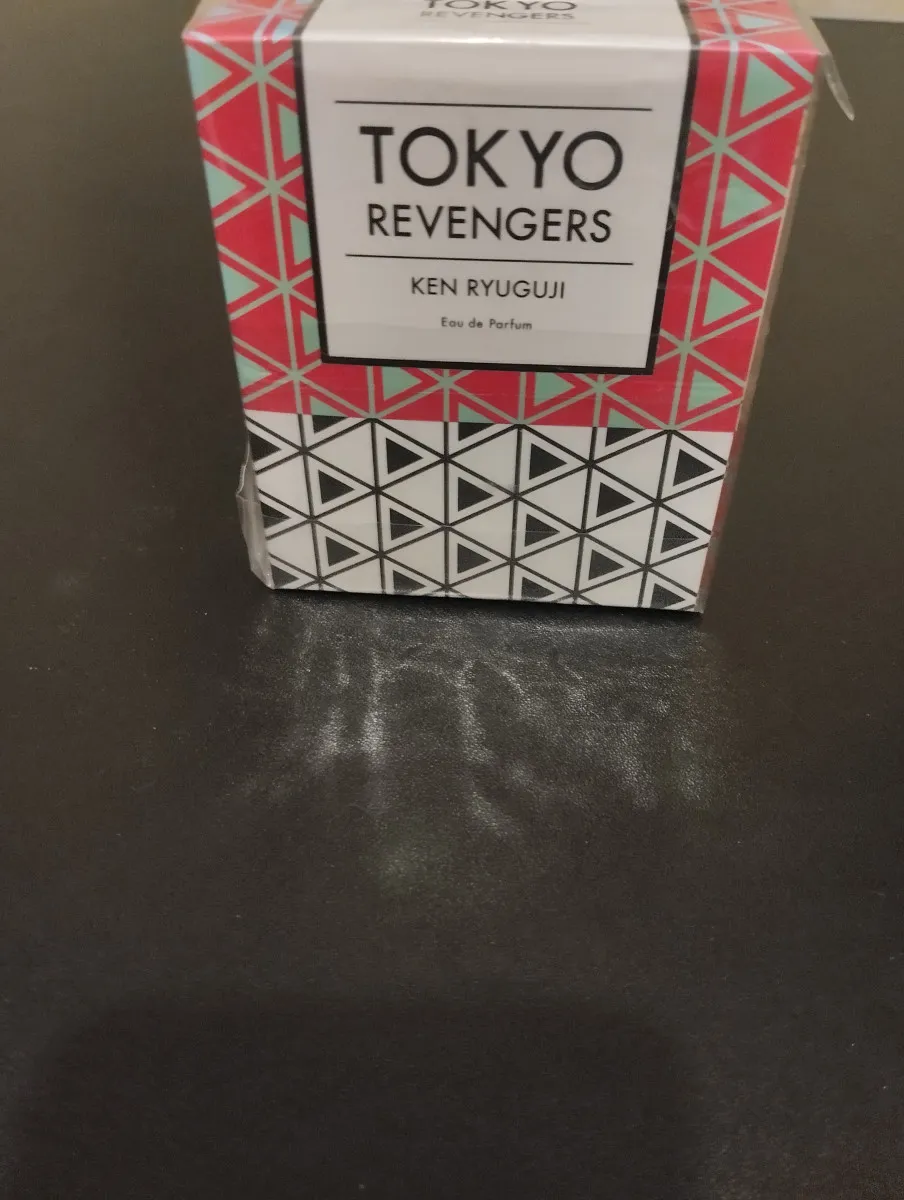 TOKYO
REVENGERS
TOKYO
REVENGERS
KEN RYUGUJI
Eau de Parfum